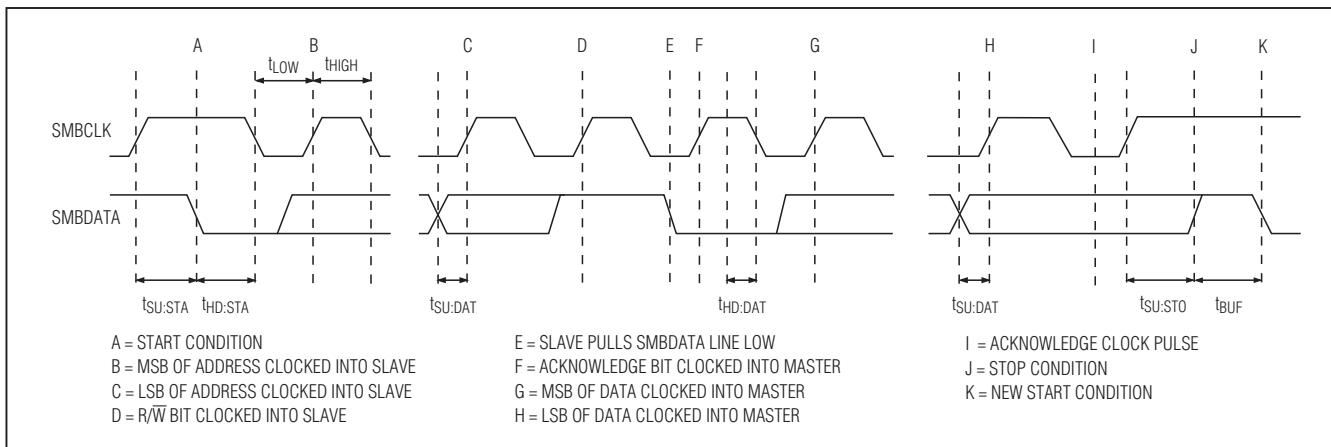 A B C D E F G H I J K
tLOW tHIGH
SMBCLK
SMBDATA
tSU:STA tHD:STA tSU:DAT tHD:DAT tSU:DAT tSU:STO tBUF
A = START CONDITION
B = MSB OF ADDRESS CLOCKED INTO SLAVE
C = LSB OF ADDRESS CLOCKED INTO SLAVE
D = R/W̅ BIT CLOCKED INTO SLAVE
E = SLAVE PULLS SMBDATA LINE LOW
F = ACKNOWLEDGE BIT CLOCKED INTO MASTER
G = MSB OF DATA CLOCKED INTO MASTER
H = LSB OF DATA CLOCKED INTO MASTER
I = ACKNOWLEDGE CLOCK PULSE
J = STOP CONDITION
K = NEW START CONDITION